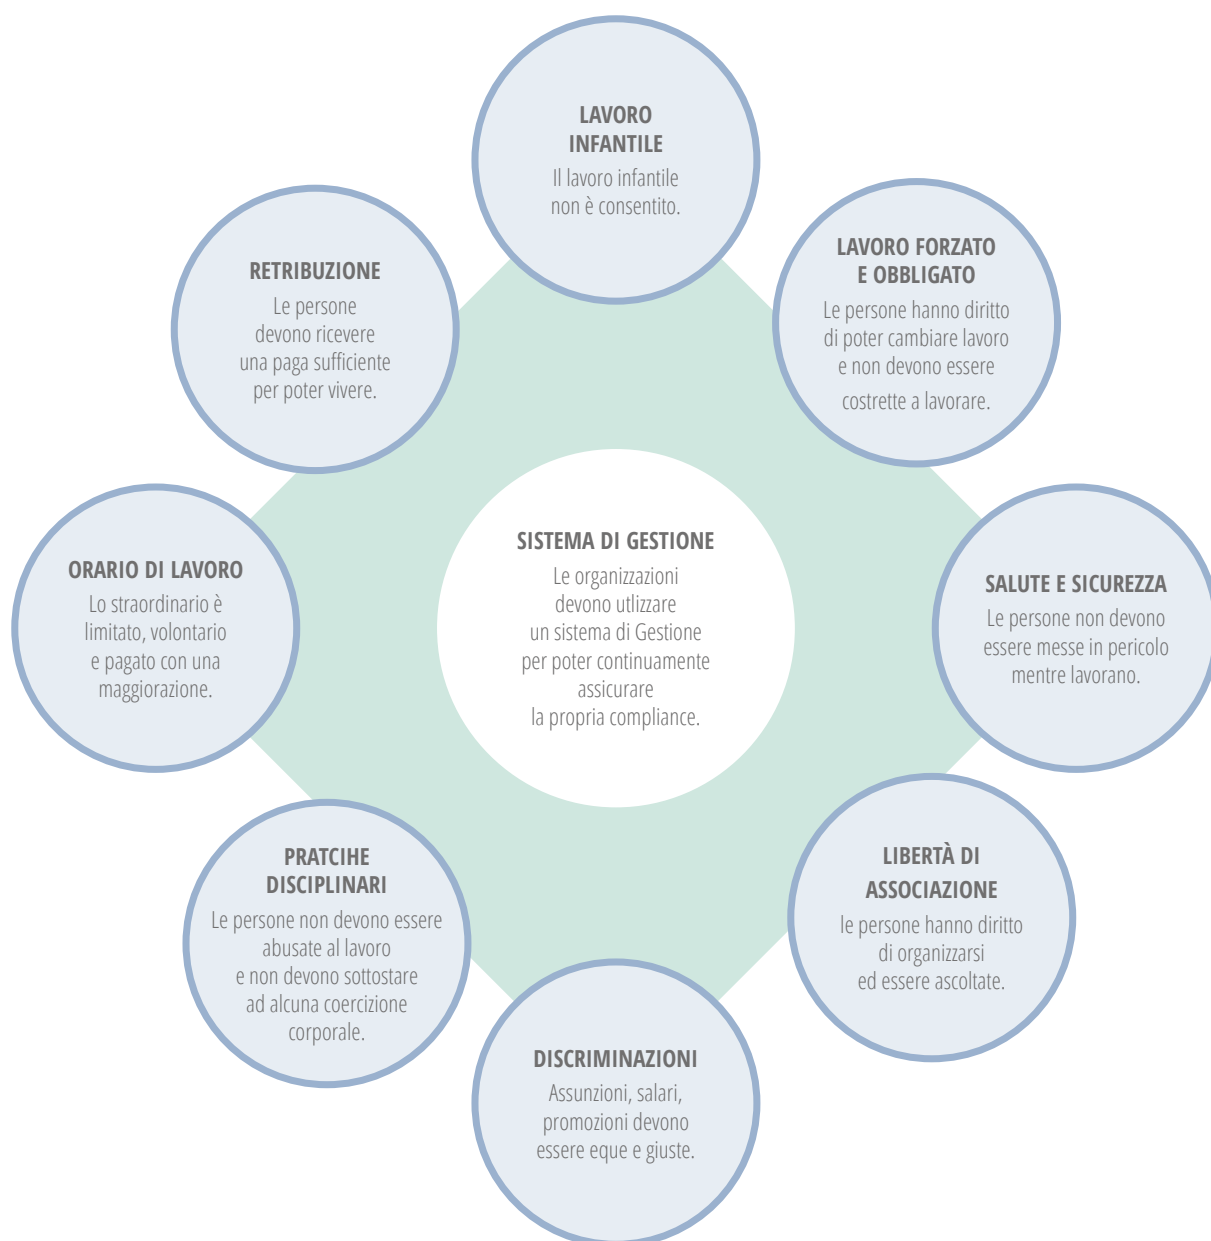 LAVORO
INFANTILE
Il lavoro infantile
non è consentito.
LAVORO FORZATO
E OBBLIGATO
Le persone hanno diritto
di poter cambiare lavoro
e non devono essere
costrette a lavorare.
RETRIBUZIONE
Le persone
devono ricevere
una paga sufficiente
per poter vivere.
SISTEMA DI GESTIONE
Le organizzazioni
devono utlizzare
un sistema di Gestione
per poter continuamente
assicurare
la propria compliance.
ORARIO DI LAVORO
Lo straordinario è
limitato, volontario
e pagato con una
maggiorazione.
SALUTE E SICUREZZA
Le persone non devono
essere messe in pericolo
mentre lavorano.
PRATCIHE
DISCIPLINARI
Le persone non devono essere
abusate al lavoro
e non devono sottostare
ad alcuna coercizione
corporale.
LIBERTÀ DI
ASSOCIAZIONE
le persone hanno diritto
di organizzarsi
ed essere ascoltate.
DISCRIMINAZIONI
Assunzioni, salari,
promozioni devono
essere eque e giuste.